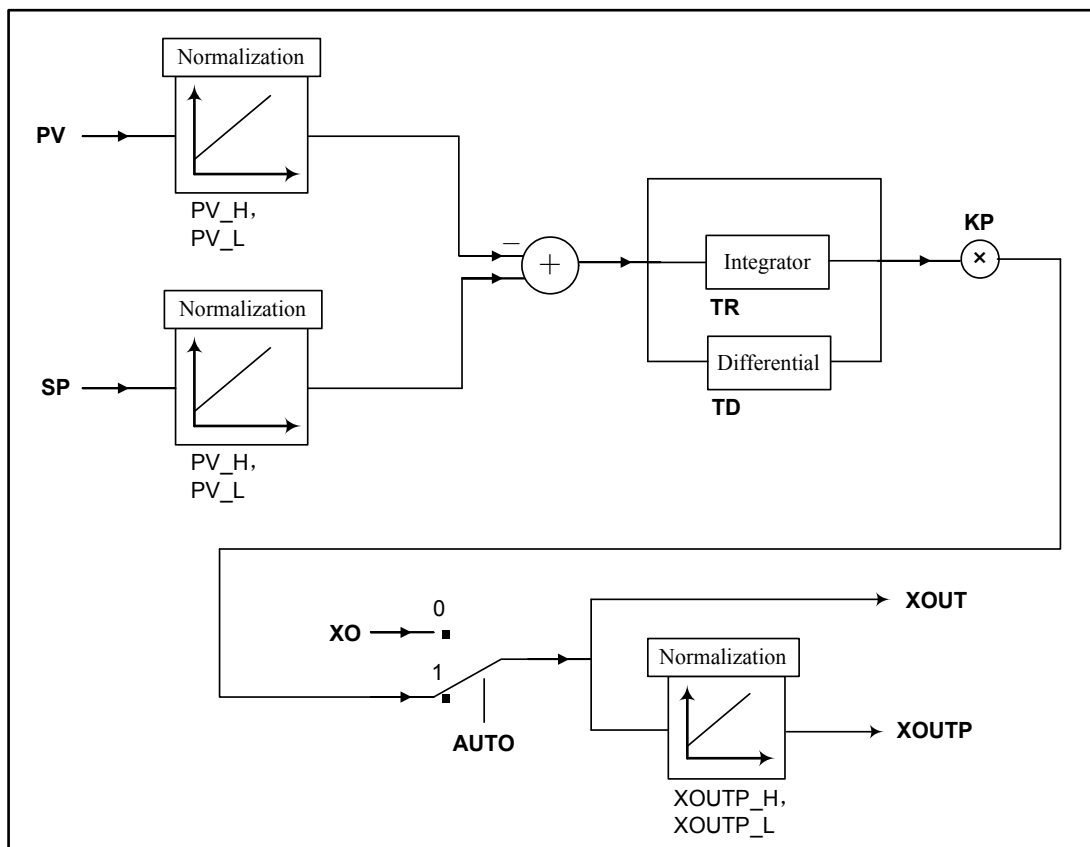 Normalization
PV
PV_H，
PV_L
−
+
KP
×
Integrator
TR
Differential
TD
Normalization
SP
PV_H，
PV_L
0
XO
1
AUTO
XOUT
Normalization
XOUTP
XOUTP_H，
XOUTP_L